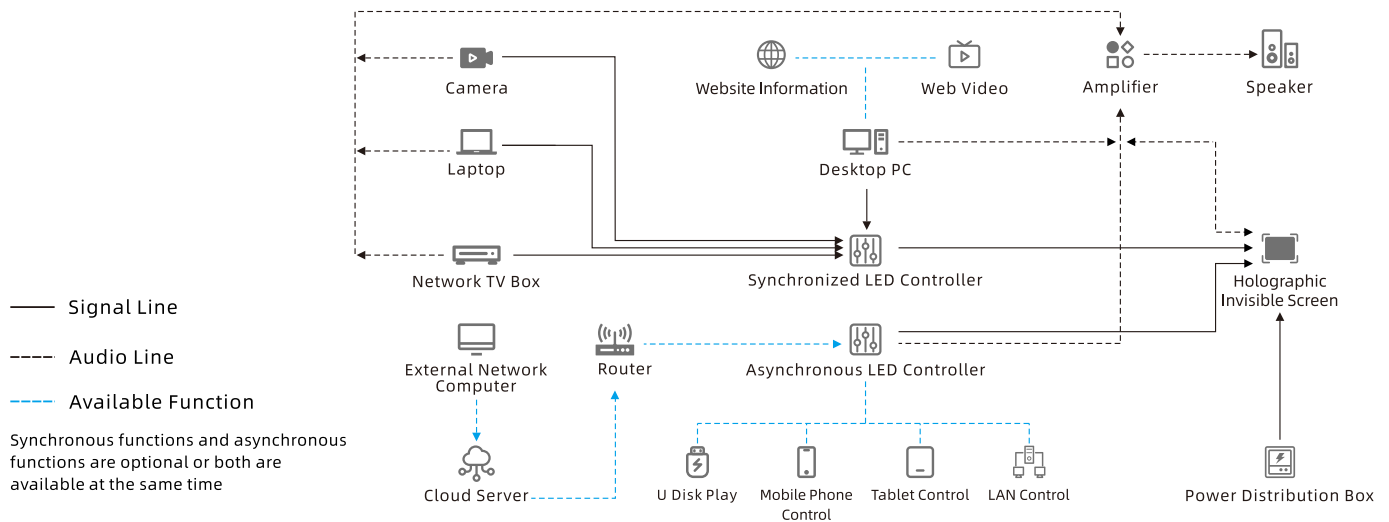 Camera
Website Information
Web Video
Amplifier
Speaker
Laptop
Desktop PC
Network TV Box
Synchronized LED Controller
Holographic
Invisible Screen
Signal Line
Audio Line
Available Function
Synchronous functions and asynchronous
functions are optional or both are
available at the same time
External Network
Computer
Router
Asynchronous LED Controller
Cloud Server
U Disk Play
Mobile Phone
Control
Tablet Control
LAN Control
Power Distribution Box